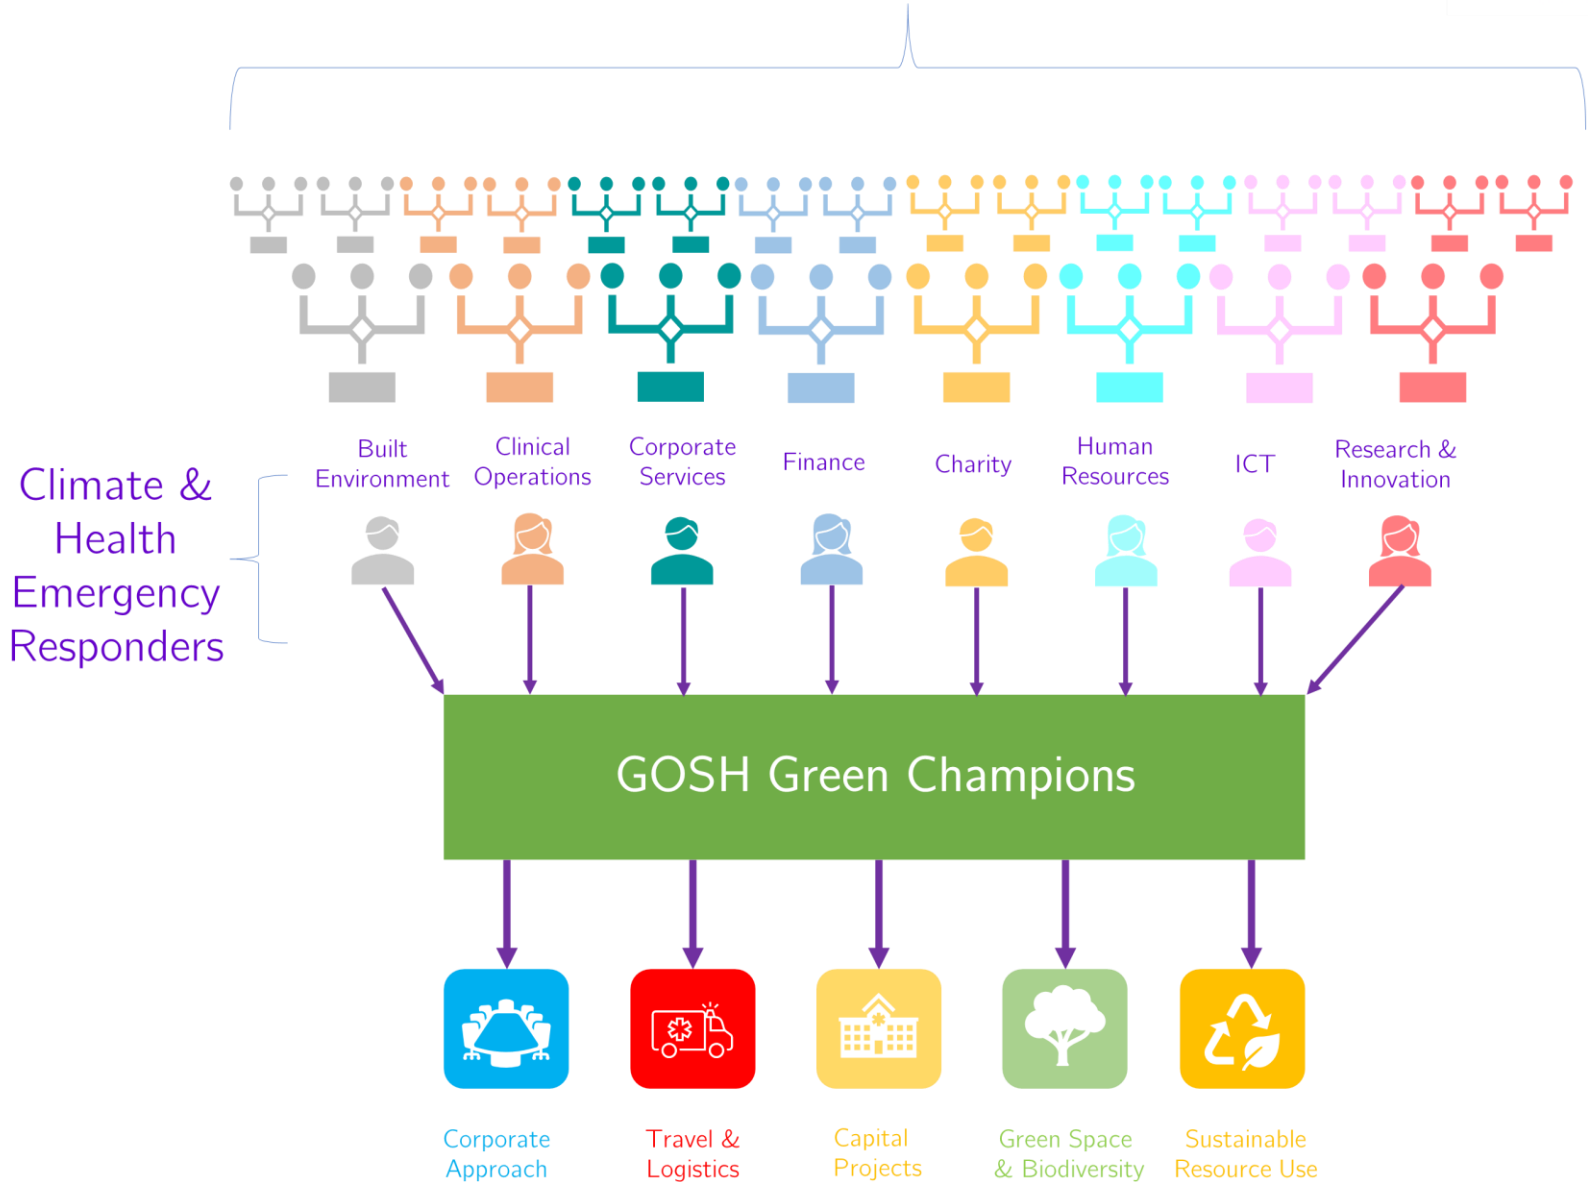 Built
Environment
Clinical
Operations
Corporate
Services
Finance
Charity
Human
Resources
ICT
Research &
Innovation
Climate &
Health
Emergency
Responders
GOSH Green Champions
Corporate
Approach
Travel &
Logistics
Capital
Projects
Green Space
& Biodiversity
Sustainable
Resource Use